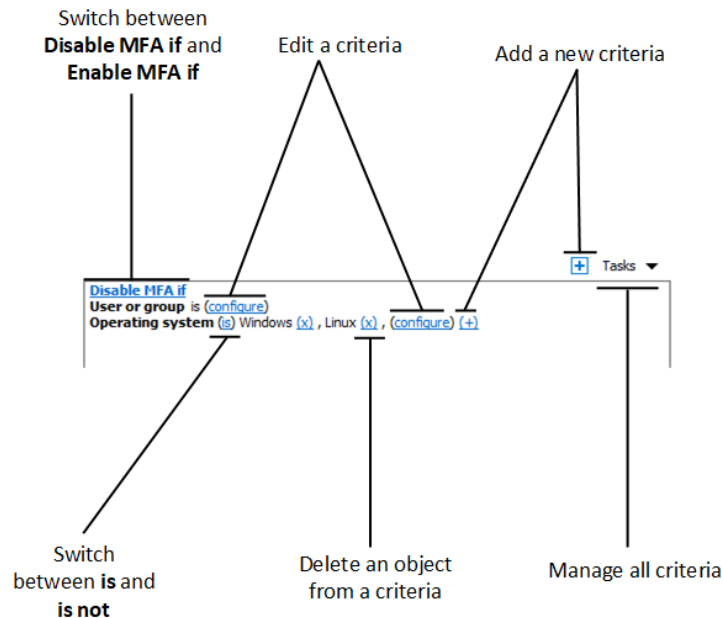 Switch between
Disable MFA if and
Enable MFA if
Edit a criteria
Add a new criteria
+ Tasks
Disable MFA if
User or group is (configure)
Operating system (is) Windows (x) , Linux (x) , (configure) (+)
Switch
between is and
is not
Delete an object
from a criteria
Manage all criteria